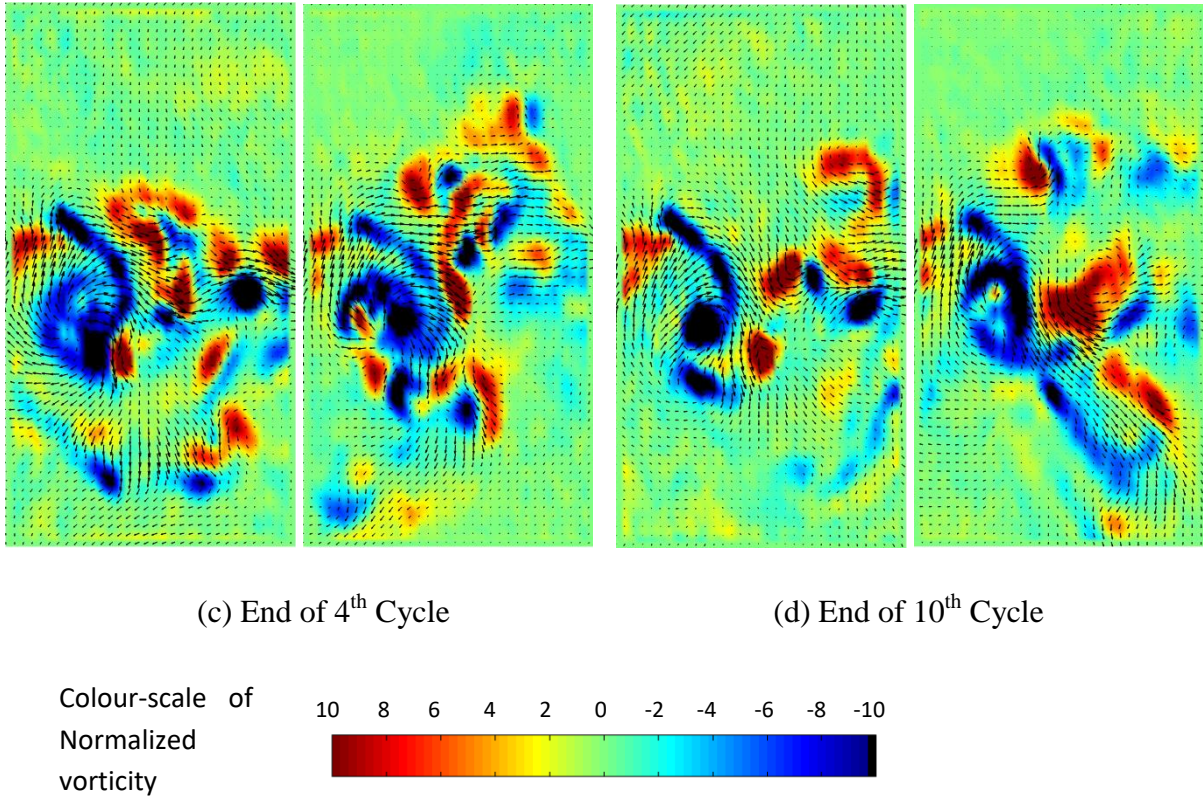 (c) End of 4th Cycle
(d) End of 10th Cycle
Colour-scale of
Normalized
vorticity
10 8 6 4 2 0 -2 -4 -6 -8 -10